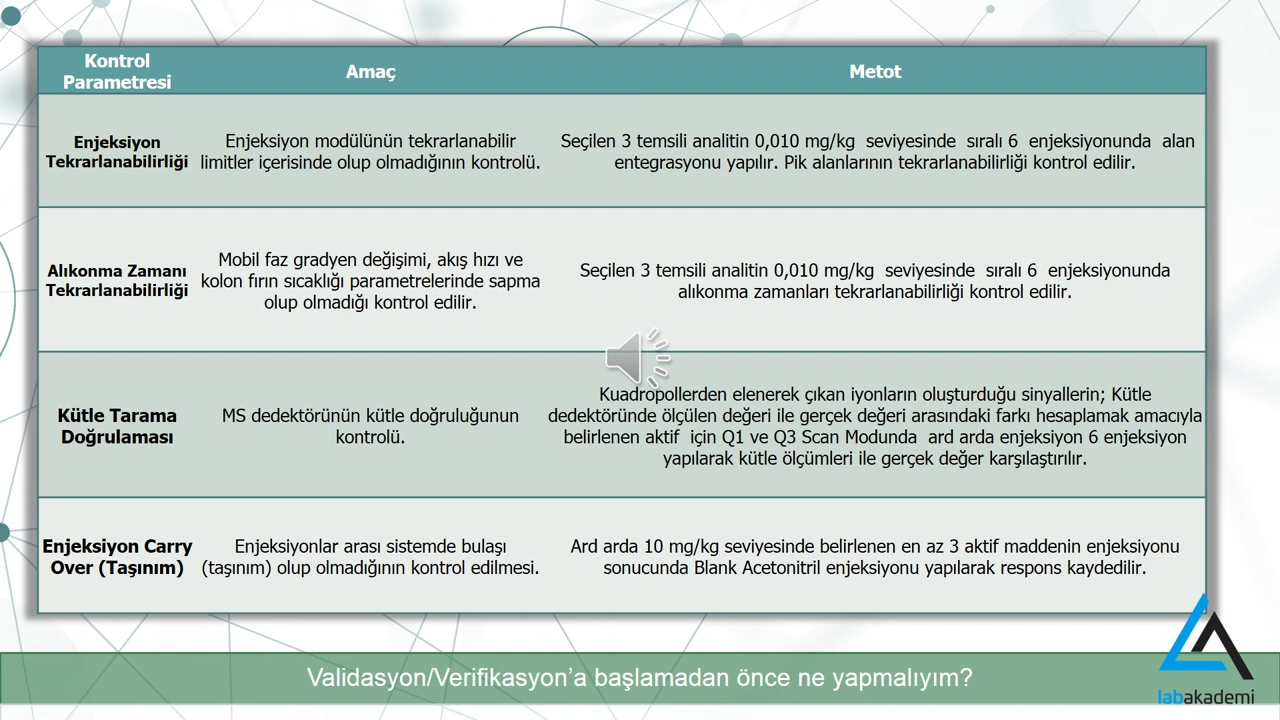 Kontrol
Parametresi
Amaç
Metot
Enjeksiyon
Tekrarlanabilirliği
Enjeksiyon modülünün tekrarlanabilir
limitler içerisinde olup olmadığının kontrolü.
Seçilen 3 temsili analitin 0,010 mg/kg seviyesinde sıralı 6 enjeksiyonunda alan
entegrasyonu yapılır. Pik alanlarının tekrarlanabilirliği kontrol edilir.
Alıkonma Zamanı
Tekrarlanabilirliği
Mobil faz gradyen değişimi, akış hızı ve
kolon fırın sıcaklığı parametrelerinde sapma
olup olmadığı kontrol edilir.
Seçilen 3 temsili analitin 0,010 mg/kg seviyesinde sıralı 6 enjeksiyonunda
alıkonma zamanları tekrarlanabilirliği kontrol edilir.
Kütle Tarama
Doğrulaması
MS dedektörünün kütle doğruluğunun
kontrolü.
Kuadropollerden elenerek çıkan iyonların oluşturduğu sinyallerin; Kütle
dedektöründe ölçülen değeri ile gerçek değeri arasındaki farkı hesaplamak amacıyla
belirlenen aktif için Q1 ve Q3 Scan Modunda ard arda enjeksiyon 6 enjeksiyon
yapılarak kütle ölçümleri ile gerçek değer karşılaştırılır.
Enjeksiyon Carry
Over (Taşınım)
Enjeksiyonlar arası sistemde bulaşı
(taşınım) olup olmadığının kontrol edilmesi.
Ard arda 10 mg/kg seviyesinde belirlenen en az 3 aktif maddenin enjeksiyonu
sonucunda Blank Acetonitril enjeksiyonu yapılarak respons kaydedilir.
Validasyon/Verifikasyon'a başlamadan önce ne yapmalıyım?
labakademi